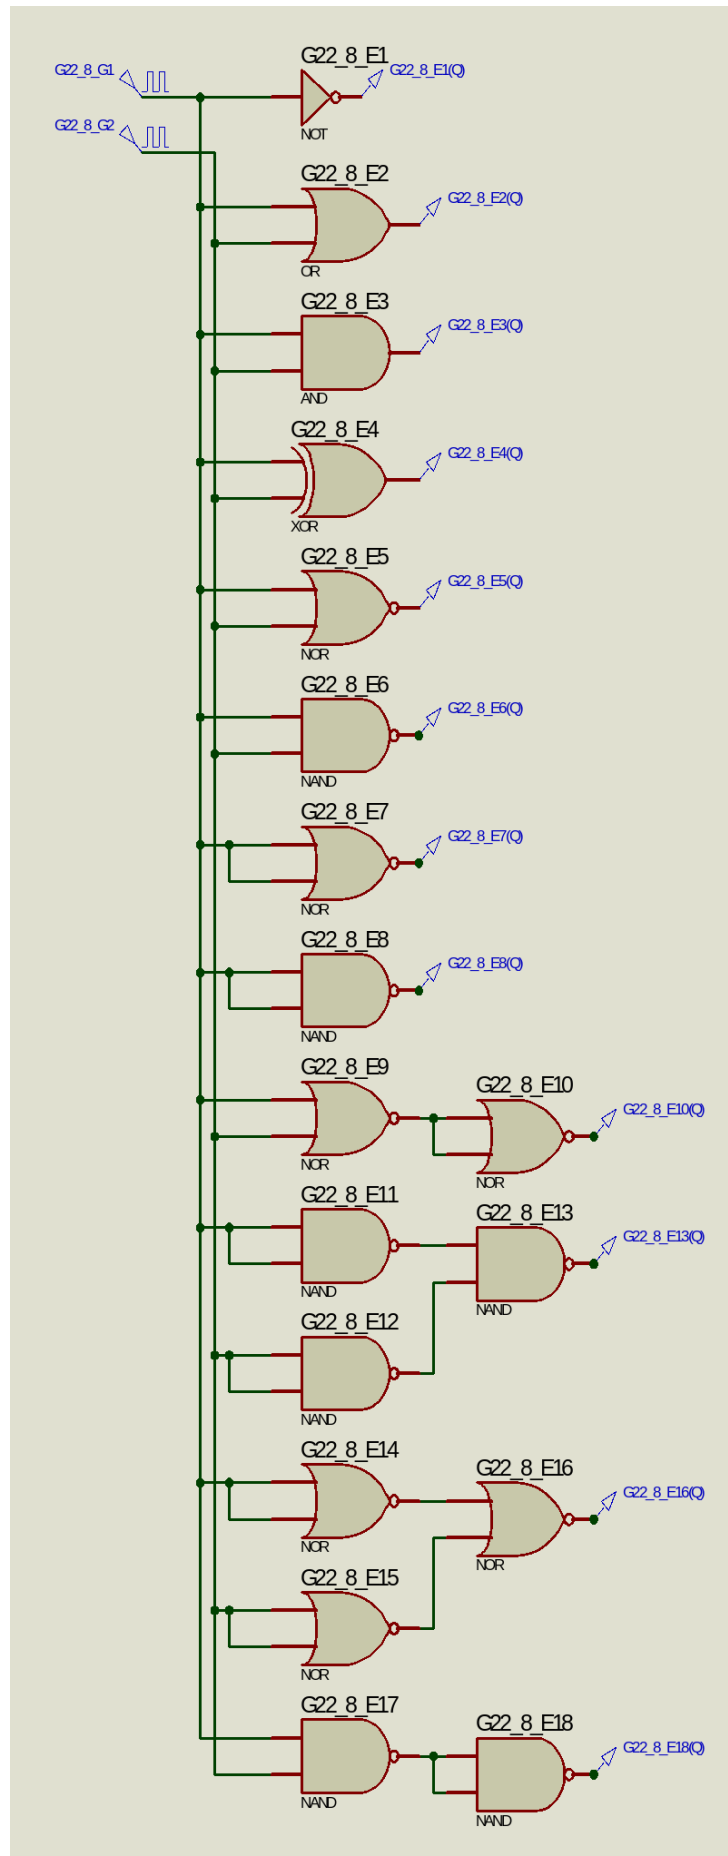 G22_8_E1
G22_8_G1
G22_8_E1(Q)
NOT
G22_8_G2
G22_8_E2
G22_8_E2(Q)
OR
G22_8_E3
G22_8_E3(Q)
AND
G22_8_E4
G22_8_E4(Q)
XOR
G22_8_E5
G22_8_E5(Q)
NOR
G22_8_E6
G22_8_E6(Q)
NAND
G22_8_E7
G22_8_E7(Q)
NOR
G22_8_E8
G22_8_E8(Q)
NAND
G22_8_E9
G22_8_E10
G22_8_E10(Q)
NOR
NOR
G22_8_E11
G22_8_E13
G22_8_E13(Q)
NAND
NAND
G22_8_E12
NAND
G22_8_E14
G22_8_E16
G22_8_E16(Q)
NOR
NOR
G22_8_E15
NOR
G22_8_E17
G22_8_E18
G22_8_E18(Q)
NAND
NAND